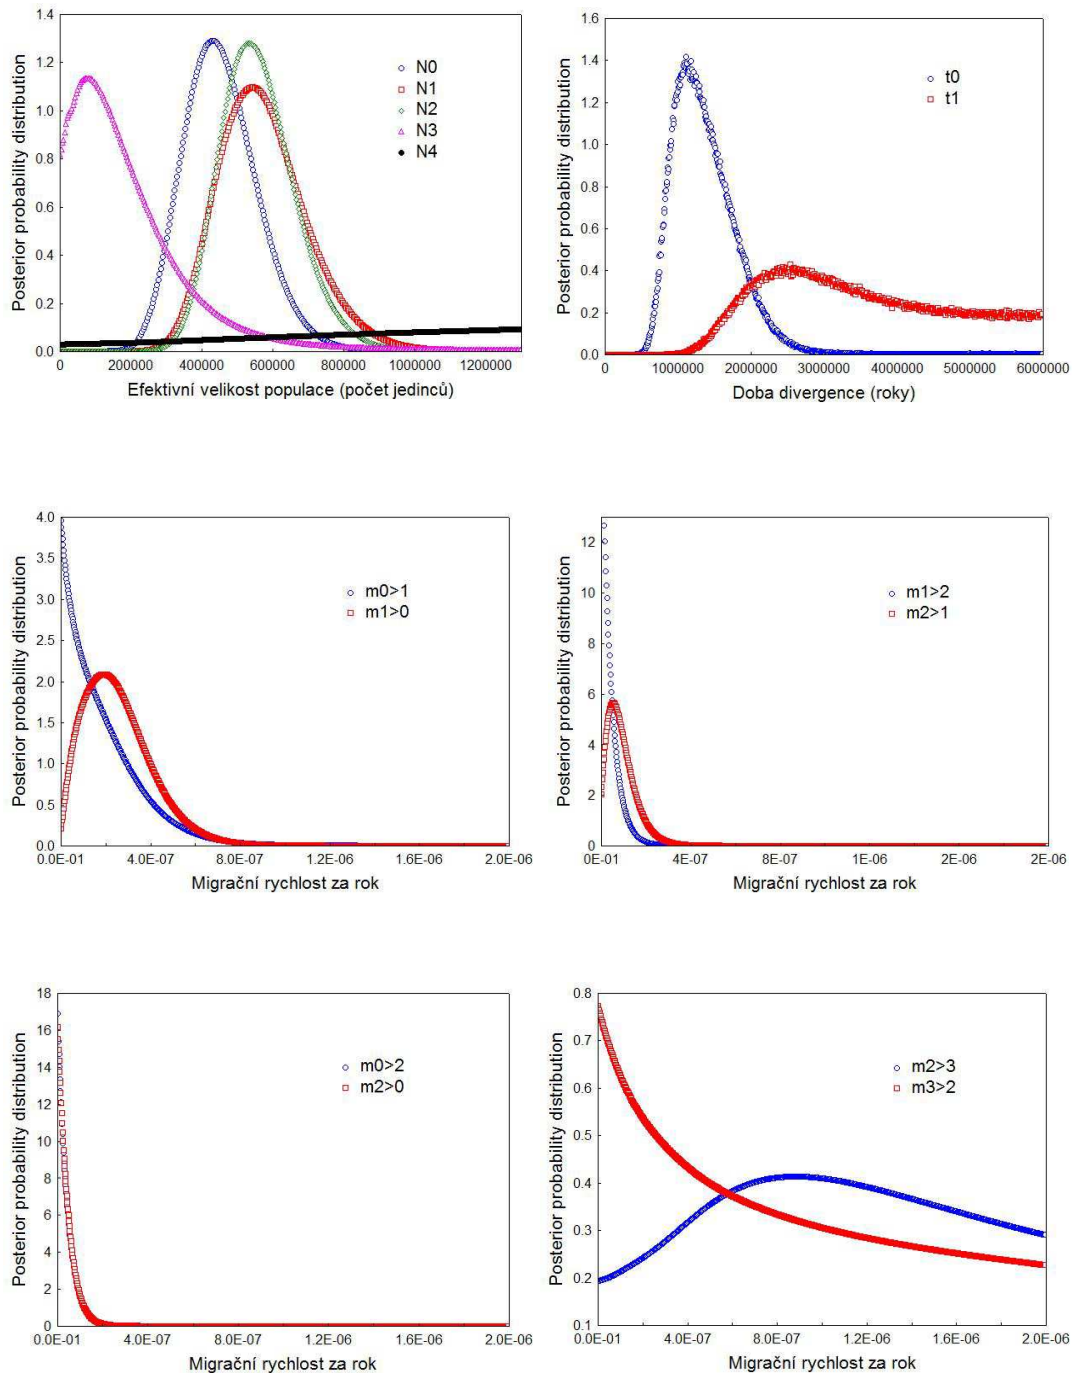 Posterior probability distribution
1.4
1.2
1.0
0.8
0.6
0.4
0.2
0.0
N0
N1
N2
N3
N4
0 200000 400000 600000 800000 1000000 1200000
Efektivní velikost populace (počet jedinců)
Posterior probability distribution
1.6
1.4
1.2
1.0
0.8
0.6
0.4
0.2
0.0
t0
t1
0 1000000 2000000 3000000 4000000 5000000 6000000
Doba divergence (roky)
Posterior probability distribution
4.0
3.5
3.0
2.5
2.0
1.5
1.0
0.5
0.0
m0>1
m1>0
0.0E-01 4.0E-07 8.0E-07 1.2E-06 1.6E-06 2.0E-06
Migrační rychlost za rok
Posterior probability distribution
12
10
8
6
4
2
0
m1>2
m2>1
0E-01 4E-07 8E-07 1E-06 2E-06 2E-06
Migrační rychlost za rok
Posterior probability distribution
18
16
14
12
10
8
6
4
2
0
m0>2
m2>0
0.0E-01 4.0E-07 8.0E-07 1.2E-06 1.6E-06 2.0E-06
Migrační rychlost za rok
Posterior probability distribution
0.8
0.7
0.6
0.5
0.4
0.3
0.2
0.1
m2>3
m3>2
0.0E-01 4.0E-07 8.0E-07 1.2E-06 1.6E-06 2.0E-06
Migrační rychlost za rok